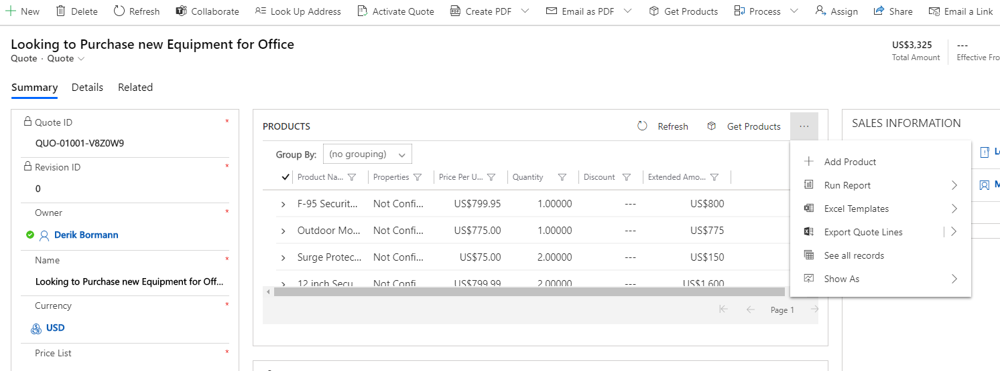 New Delete Refresh Collaborate Look Up Address Activate Quote Create PDF Email as PDF Get Products Process Assign Share Email a Link
Looking to Purchase new Equipment for Office
Quote · Quote
US$3,325
Total Amount
---
Effective Fro
Summary Details Related
Quote ID *
QUO-01001-V8Z0W9
Revision ID *
0
Owner *
Derik Bormann
Name *
Looking to Purchase new Equipment for Off...
Currency *
USD
Price List *
PRODUCTS Refresh Get Products ...
Group By: (no grouping)
Product Na... Properties Price Per U... Quantity Discount Extended Amo...
F-95 Securit... Not Confi... US$799.95 1.00000 --- US$800
Outdoor Mo... Not Confi... US$775.00 1.00000 --- US$775
Surge Protec... Not Confi... US$75.00 2.00000 --- US$150
12 inch Secu Not Confi US$799.99 2.00000 --- US$1,600
Page 1
Add Product
Run Report
Excel Templates
Export Quote Lines
See all records
Show As
SALES INFORMATION